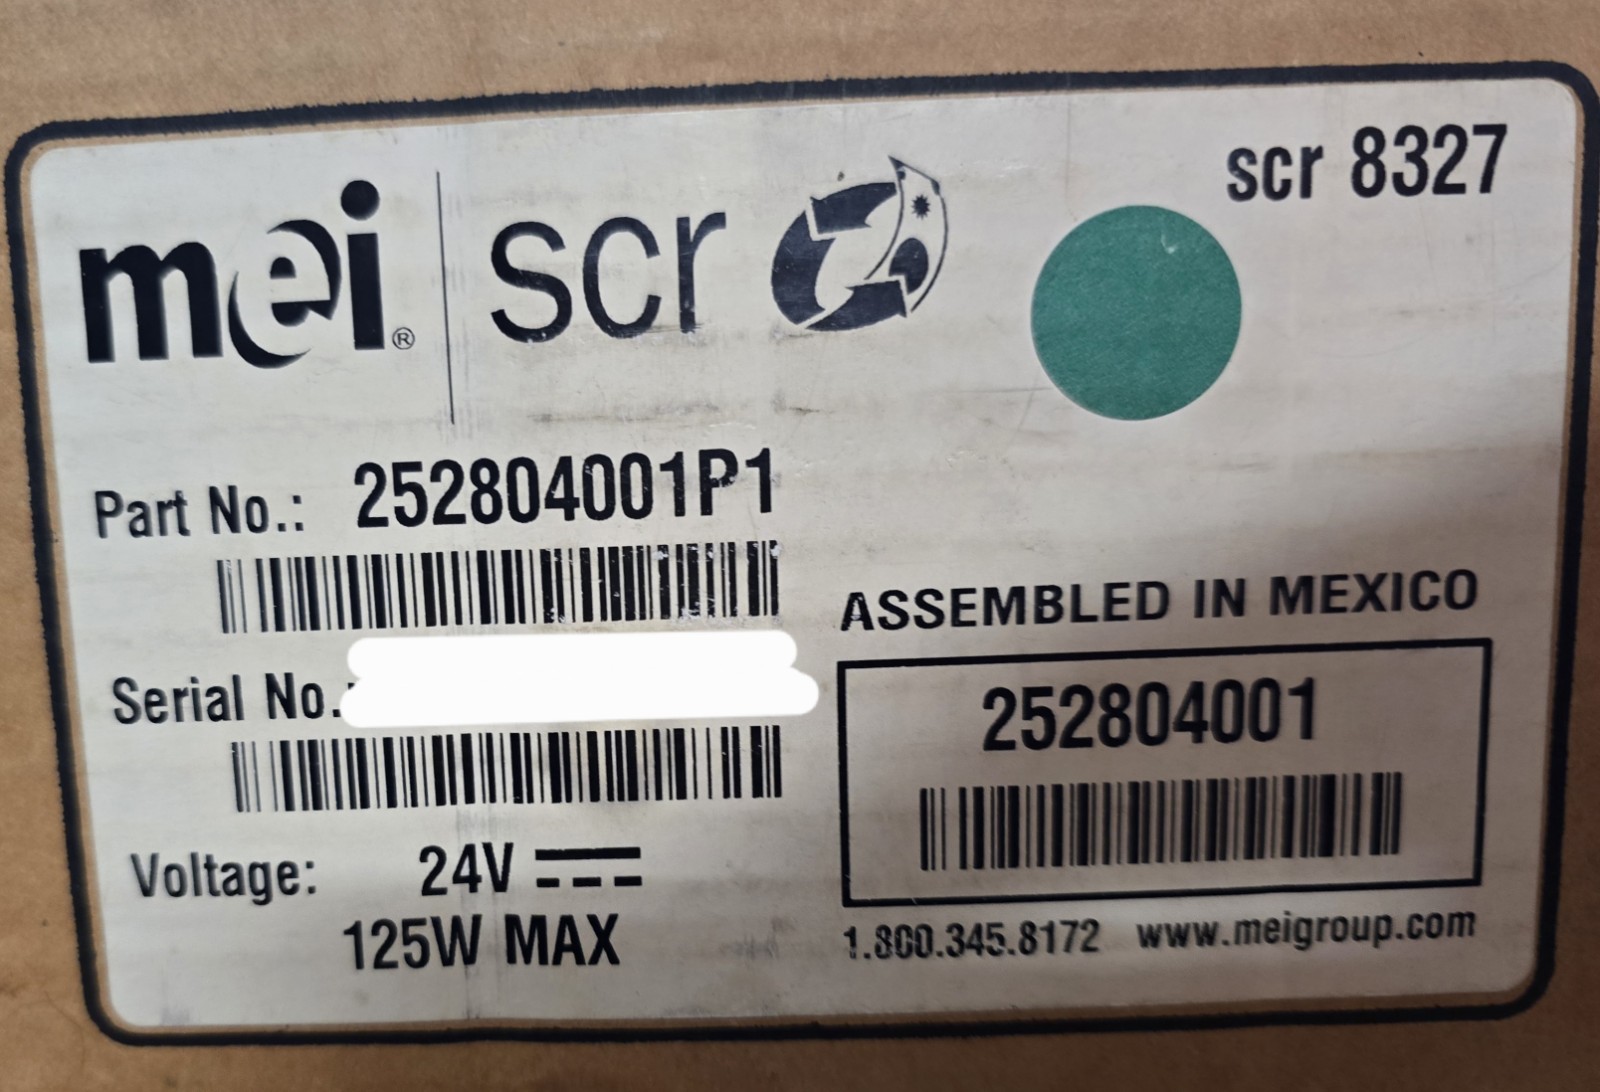 mei® scr
scr 8327
Part No.: 252804001P1
Serial No.:
ASSEMBLED IN MEXICO
252804001
Voltage: 24V
125W MAX
1.800.345.8172 www.meigroup.com